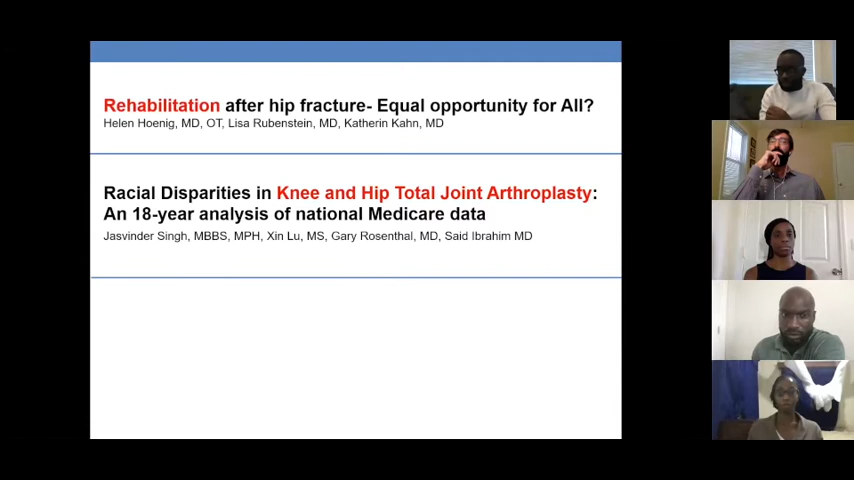 Rehabilitation after hip fracture- Equal opportunity for All?
Helen Hoenig, MD, OT, Lisa Rubenstein, MD, Katherin Kahn, MD
Racial Disparities in Knee and Hip Total Joint Arthroplasty:
An 18-year analysis of national Medicare data
Jasvinder Singh, MBBS, MPH, Xin Lu, MS, Gary Rosenthal, MD, Said Ibrahim MD